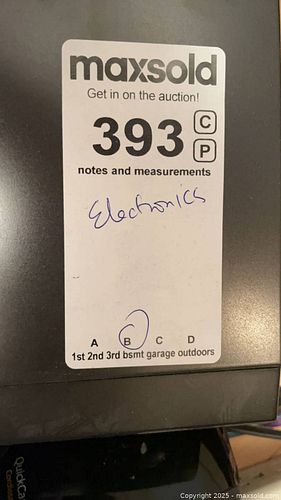 maxsold
Get in on the auction!
393 C
P
notes and measurements
Electronics
A B C D
1st 2nd 3rd bsmt garage outdoors
QuickCa
Copyright © 2025 - maxsold.com